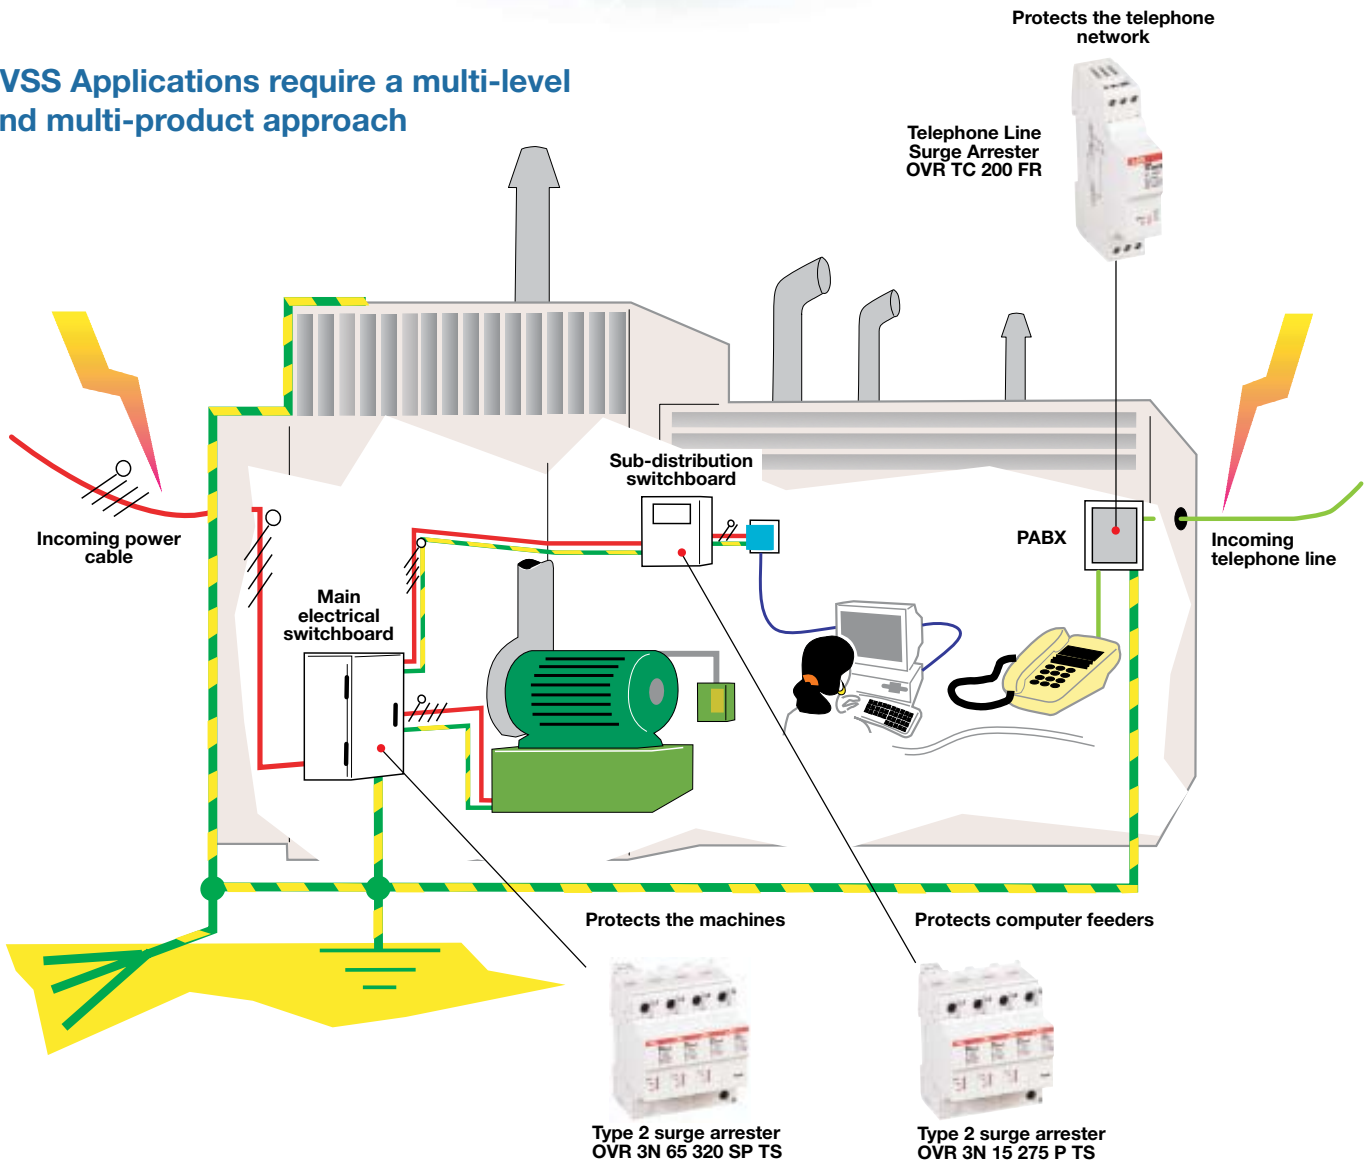 Protects the telephone
network
VSS Applications require a multi-level
nd multi-product approach
Telephone Line
Surge Arrester
OVR TC 200 FR
Sub-distribution
switchboard
Incoming power
cable
PABX
Incoming
telephone line
Main
electrical
switchboard
Protects the machines
Protects computer feeders
Type 2 surge arrester
OVR 3N 65 320 SP TS
Type 2 surge arrester
OVR 3N 15 275 P TS